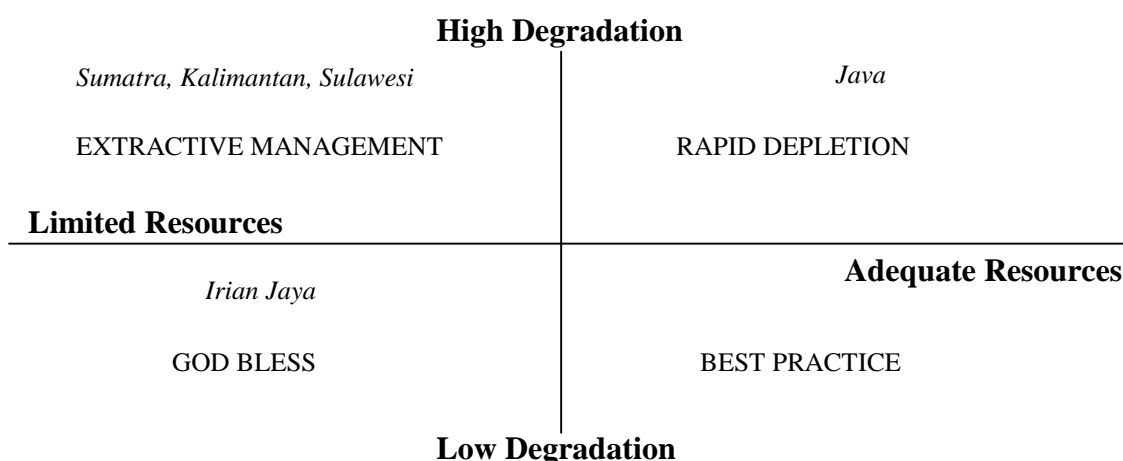 High Degradation
Sumatra, Kalimantan, Sulawesi
Java
EXTRACTIVE MANAGEMENT
RAPID DEPLETION
Limited Resources
Adequate Resources
Irian Jaya
GOD BLESS
BEST PRACTICE
Low Degradation